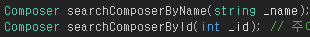 Composer searchComposerByName(string _name);
Composer searchComposerById(int _id); // 주